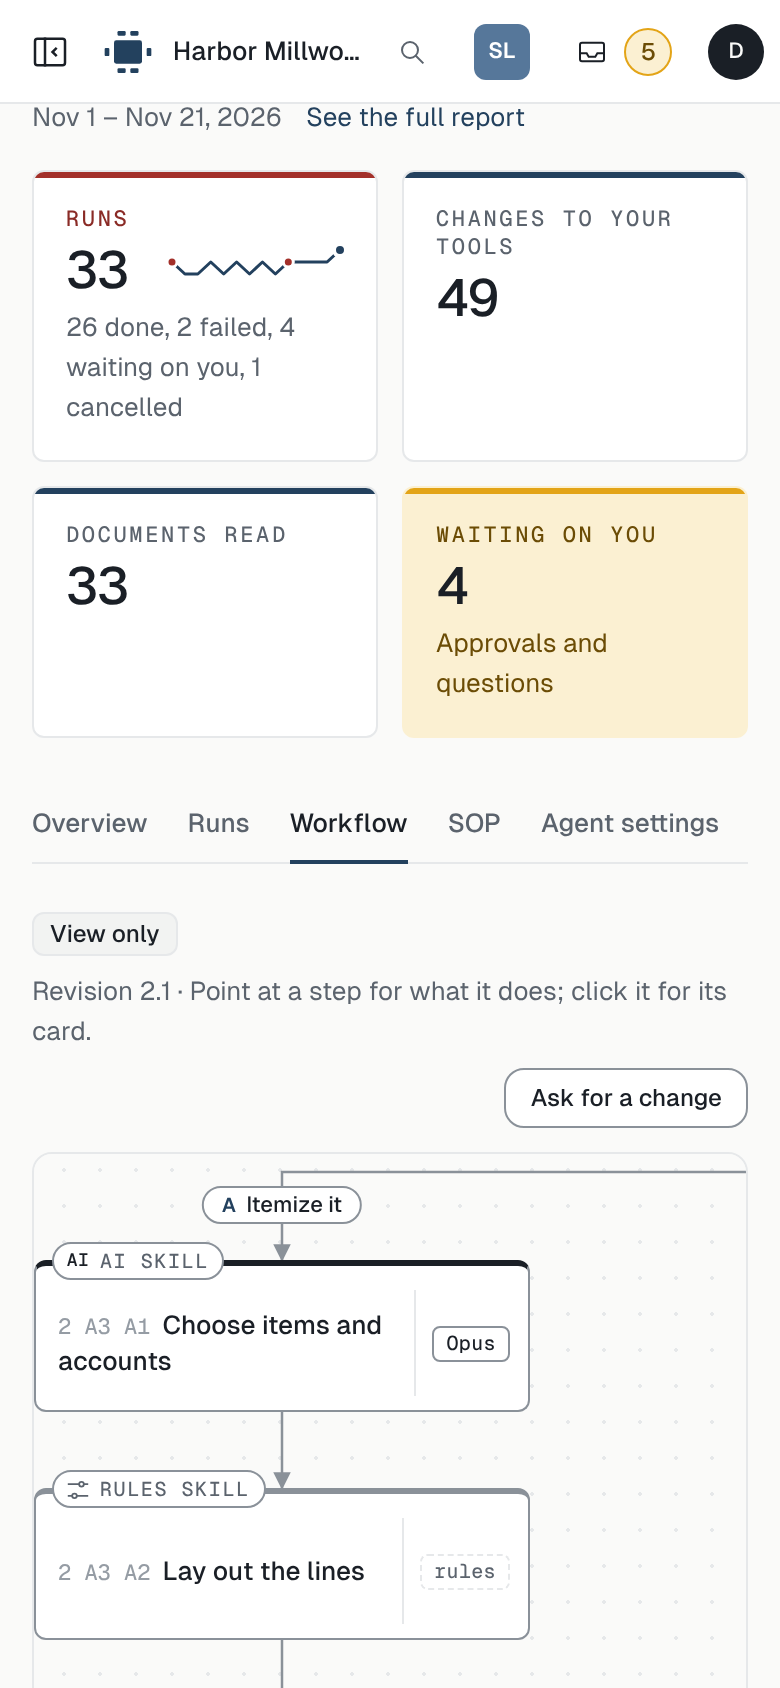 Harbor Millwo...
SL
5
D
Nov 1 – Nov 21, 2026 See the full report
RUNS
33
26 done, 2 failed, 4
waiting on you, 1
cancelled
CHANGES TO YOUR
TOOLS
49
DOCUMENTS READ
33
WAITING ON YOU
4
Approvals and
questions
Overview Runs Workflow SOP Agent settings
View only
Revision 2.1 · Point at a step for what it does; click it for its
card.
Ask for a change
A Itemize it
AI AI SKILL
2 A3 A1 Choose items and
accounts
Opus
RULES SKILL
2 A3 A2 Lay out the lines
rules